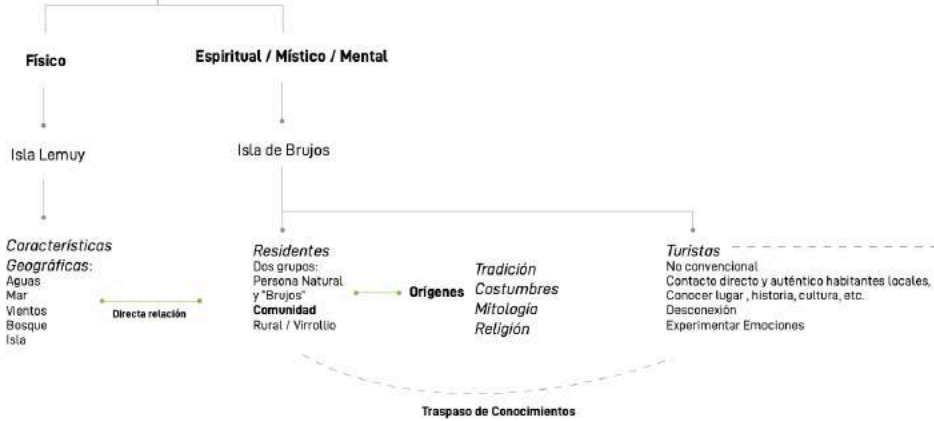 Físico
Espiritual / Místico / Mental
Isla Lemuy
Isla de Brujos
Características
Geográficas:
Aguas
Mar
Vientos
Bosque
Isla
Directa relación
Residentes
Dos grupos:
Persona Natural
y "Brujos"
Comunidad
Rural / Virrollio
Orígenes
Tradición
Costumbres
Mitología
Religión
Turistas
No convencional
Contacto directo y auténtico habitantes locales,
Conocer lugar , historia, cultura, etc.
Desconexión
Experimentar Emociones
Traspaso de Conocimientos